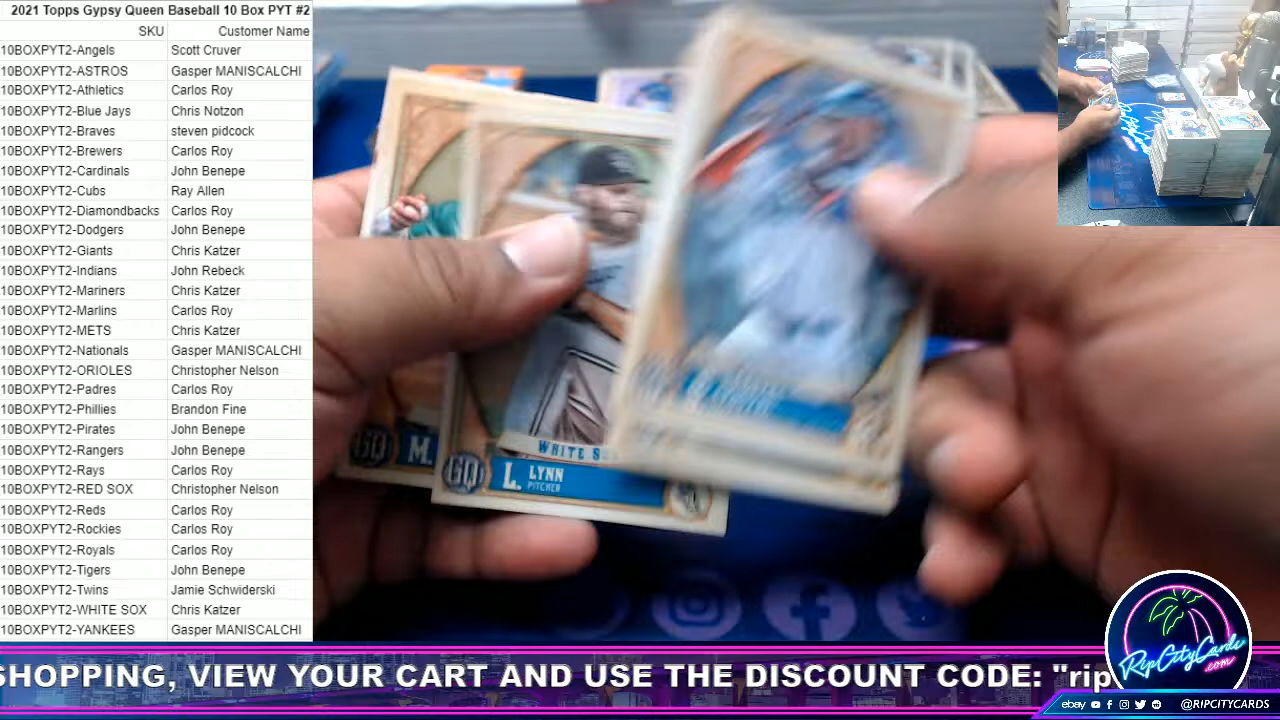 2021 Topps Gypsy Queen Baseball 10 Box PYT #2
SKU Customer Name
10BOXPYT2-Angels Scott Cruver
10BOXPYT2-ASTROS Gasper MANISCALCHI
10BOXPYT2-Athletics Carlos Roy
10BOXPYT2-Blue Jays Chris Notzon
10BOXPYT2-Braves steven pidcock
10BOXPYT2-Brewers Carlos Roy
10BOXPYT2-Cardinals John Benepe
10BOXPYT2-Cubs Ray Allen
10BOXPYT2-Diamondbacks Carlos Roy
10BOXPYT2-Dodgers John Benepe
10BOXPYT2-Giants Chris Katzer
10BOXPYT2-Indians John Rebeck
10BOXPYT2-Mariners Chris Katzer
10BOXPYT2-Marlins Carlos Roy
10BOXPYT2-METS Chris Katzer
10BOXPYT2-Nationals Gasper MANISCALCHI
10BOXPYT2-ORIOLES Christopher Nelson
10BOXPYT2-Padres Carlos Roy
10BOXPYT2-Phillies Brandon Fine
10BOXPYT2-Pirates John Benepe
10BOXPYT2-Rangers John Benepe
10BOXPYT2-Rays Carlos Roy
10BOXPYT2-RED SOX Christopher Nelson
10BOXPYT2-Reds Carlos Roy
10BOXPYT2-Rockies Carlos Roy
10BOXPYT2-Royals Carlos Roy
10BOXPYT2-Tigers John Benepe
10BOXPYT2-Twins Jamie Schwiderski
10BOXPYT2-WHITE SOX Chris Katzer
10BOXPYT2-YANKEES Gasper MANISCALCHI
GQ M.
WHITE S
GQ L. LYNN
PITCHER
SHOPPING, VIEW YOUR CART AND USE THE DISCOUNT CODE: "rip
RipCityCards
.com
ebay @RIPCITYCARDS